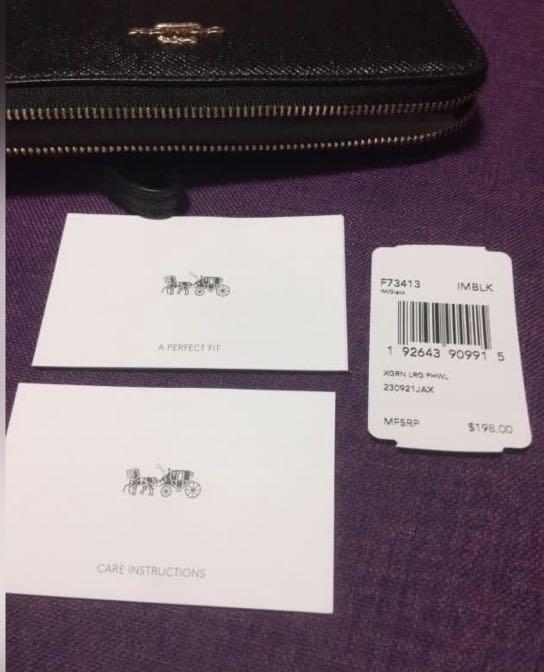 A PERFECT FIT
CARE INSTRUCTIONS
F73413 IMBLK
IM/Black
1 92643 90991 5
XGRN LRG PHWL
230921JAX
MFSRP $198.00